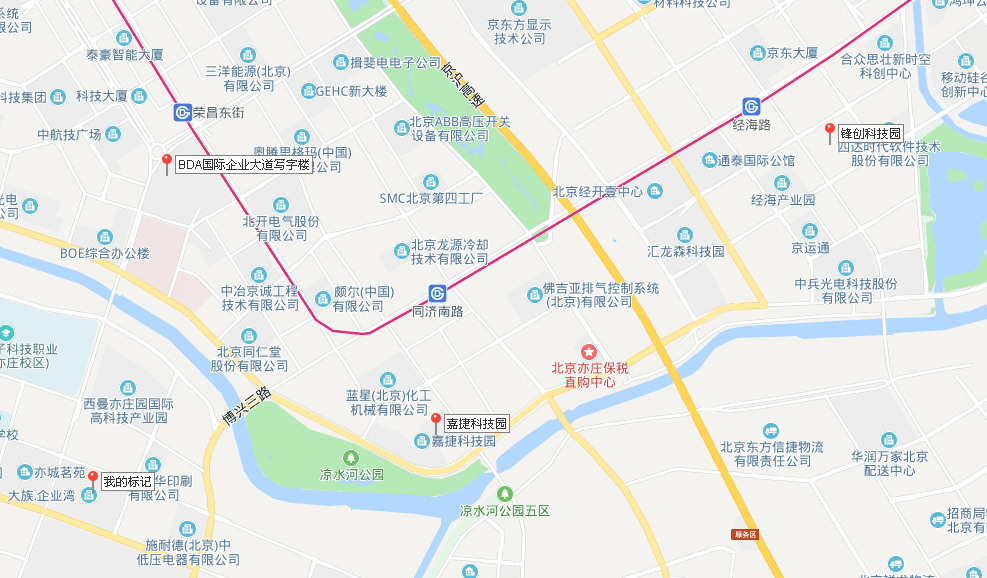 设备有限公司
京东方显示
技术公司
材料科技公司
泰豪智能大厦
三洋能源(北京)
有限公司
揖斐电电子公司
京沪高速
京东大厦
合众思壮新时空
科创中心
移动硅谷
创新中心
科技集团
科技大厦
GEHC新大楼
荣昌东街
经海路
中航技广场
北京ABB高压开关
设备有限公司
锋创科技园
四达时代软件技术
股份有限公司
奥腾思格玛(中国)
BDA国际企业大道写字楼
通泰国际公馆
SMC北京第四工厂
北京经开壹中心
经海产业园
光电
公司
北开电气股份
有限公司
BOE综合办公楼
北京龙源冷却
技术有限公司
汇龙森科技园
京运通
中冶京诚工程
技术有限公司
颇尔(中国)
有限公司
同济南路
佛吉亚排气控制系统
(北京)有限公司
中兵光电科技股份
有限公司
子科技职业
亦庄校区)
北京同仁堂
股份有限公司
北京亦庄保税
直购中心
西曼亦庄园国际
高科技产业园
博兴三路
蓝星(北京)化工
机械有限公司
嘉捷科技园
嘉捷科技园
学校
亦城茗苑
我的标记
华印刷
有限公司
大族.企业湾
凉水河公园
凉水河公园五区
北京东方信捷物流
有限责任公司
华润万家北京
配送中心
招商局
北京有
服务区
施耐德(北京)中
低压电器有限公司